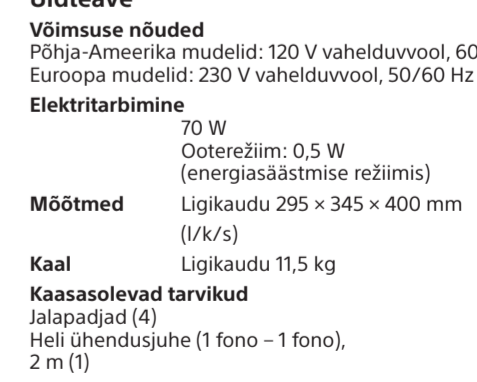 Üldteave
Võimsuse nõuded
Põhja-Ameerika mudelid: 120 V vahelduvvool, 60
Euroopa mudelid: 230 V vahelduvvool, 50/60 Hz
Elektritarbimine
70 W
Ooterežiim: 0,5 W
(energiasäästmise režiimis)
Mõõtmed Ligikaudu 295 × 345 × 400 mm
(l/k/s)
Kaal Ligikaudu 11,5 kg
Kaasasolevad tarvikud
Jalapadjad (4)
Heli ühendusjuhe (1 fono – 1 fono),
2 m (1)